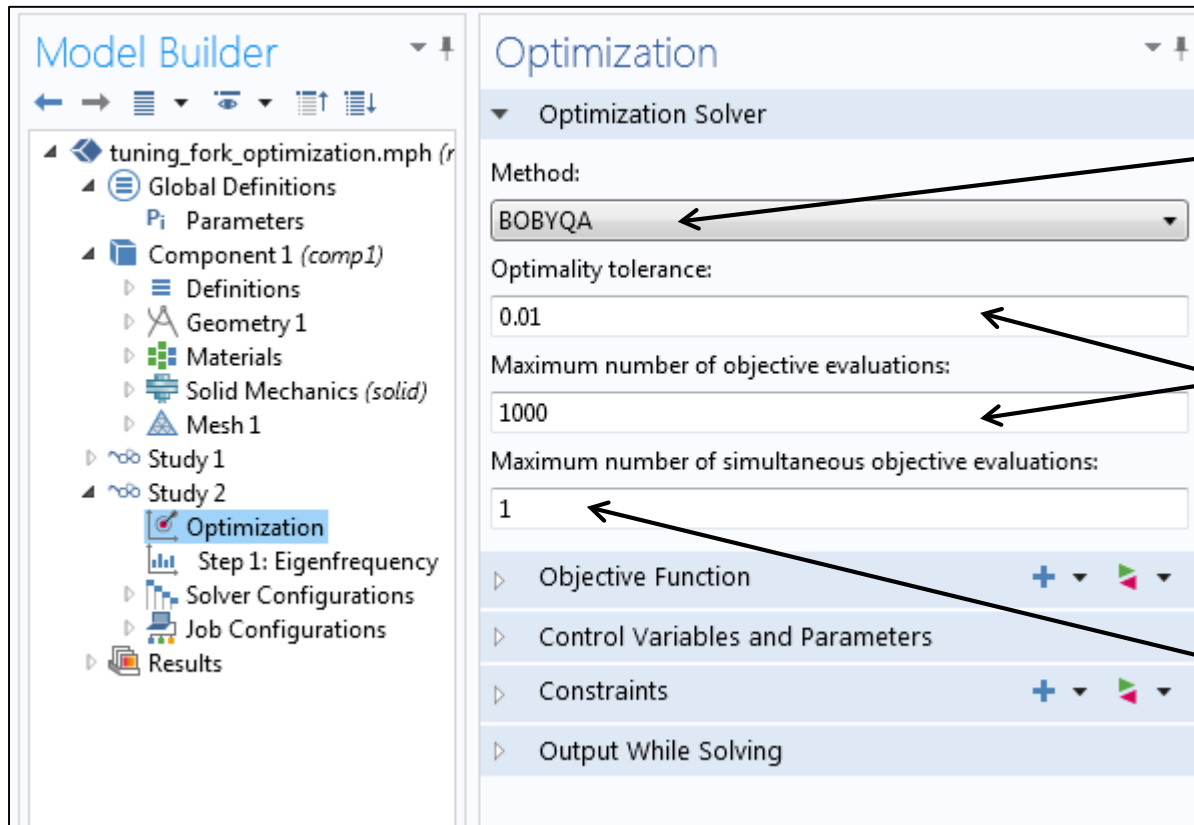 Model Builder
tuning_fork_optimization.mph (r
Global Definitions
Pi Parameters
Component 1 (comp1)
Definitions
Geometry 1
Materials
Solid Mechanics (solid)
Mesh 1
Study 1
Study 2
Optimization
Step 1: Eigenfrequency
Solver Configurations
Job Configurations
Results
Optimization
Optimization Solver
Method:
BOBYQA
Optimality tolerance:
0.01
Maximum number of objective evaluations:
1000
Maximum number of simultaneous objective evaluations:
1
Objective Function
Control Variables and Parameters
Constraints
Output While Solving